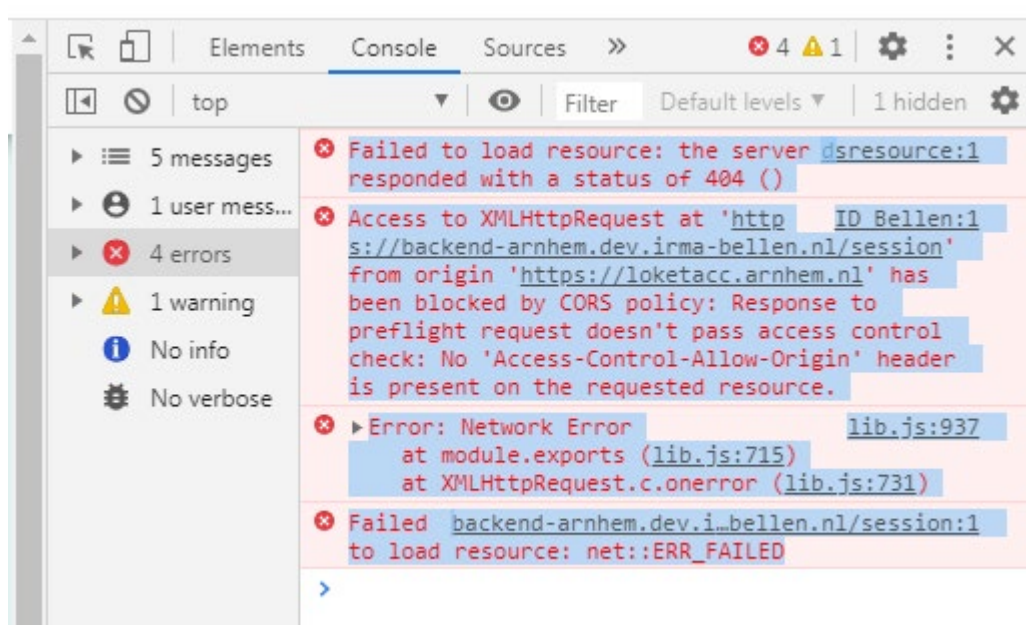 Elements Console Sources » 4 1
top Filter Default levels 1 hidden
5 messages
1 user mess...
4 errors
1 warning
No info
No verbose
Failed to load resource: the server dsresource:1
responded with a status of 404 ()
Access to XMLHttpRequest at 'http ID Bellen:1
s://backend-arnhem.dev.irma-bellen.nl/session'
from origin 'https://loketacc.arnhem.nl' has
been blocked by CORS policy: Response to
preflight request doesn't pass access control
check: No 'Access-Control-Allow-Origin' header
is present on the requested resource.
Error: Network Error lib.js:937
at module.exports (lib.js:715)
at XMLHttpRequest.c.onerror (lib.js:731)
Failed backend-arnhem.dev.i…bellen.nl/session:1
to load resource: net::ERR_FAILED